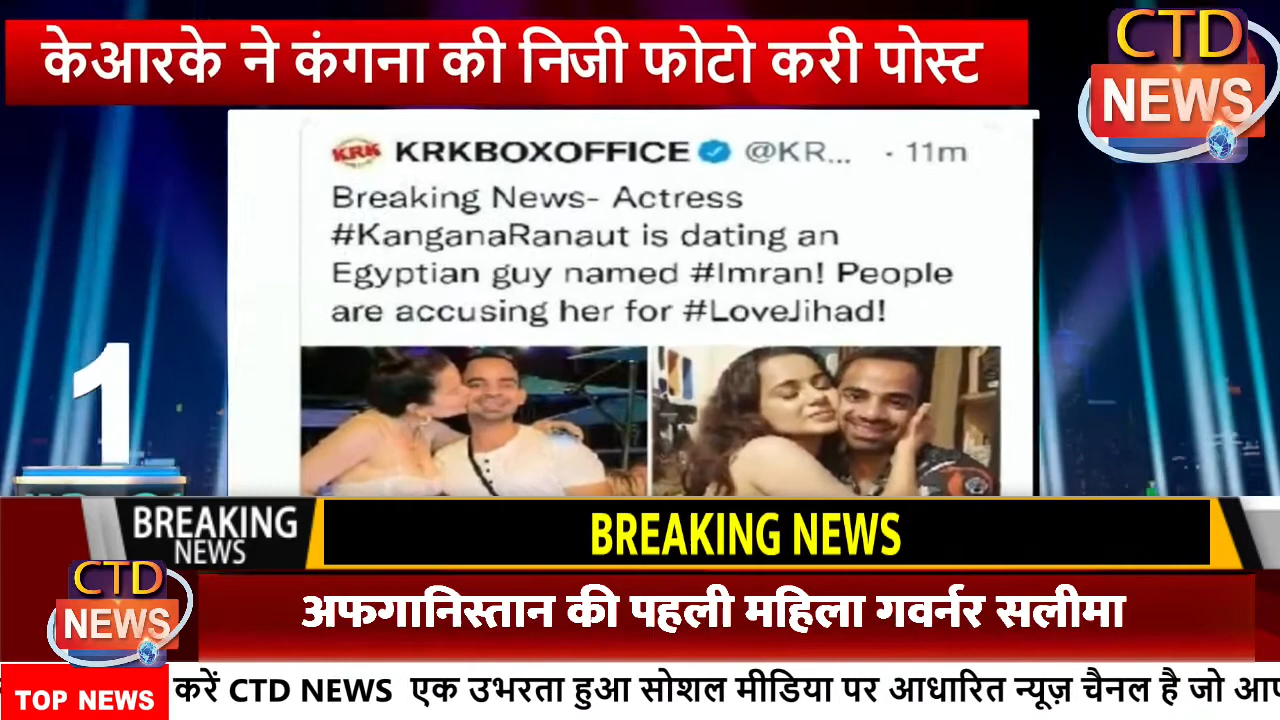 केआरके ने कंगना की निजी फोटो करी पोस्ट
CTD
NEWS
KRK KRKBOXOFFICE @KR... · 11m
Breaking News- Actress
#KanganaRanaut is dating an
Egyptian guy named #Imran! People
are accusing her for #LoveJihad!
1
BREAKING
NEWS
BREAKING NEWS
CTD
NEWS
अफगानिस्तान की पहली महिला गवर्नर सलीमा
TOP NEWS
करें CTD NEWS एक उभरता हुआ सोशल मीडिया पर आधारित न्यूज़ चैनल है जो